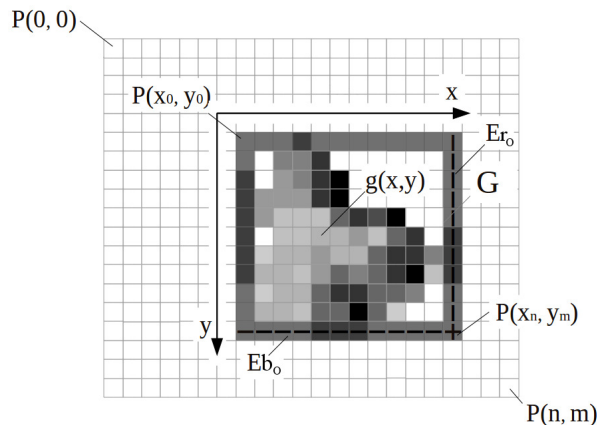 P(0, 0)
P(x₀, y₀)
x
Er₀
g(x,y)
G
P(xₙ, yₘ)
y
Eb₀
P(n, m)